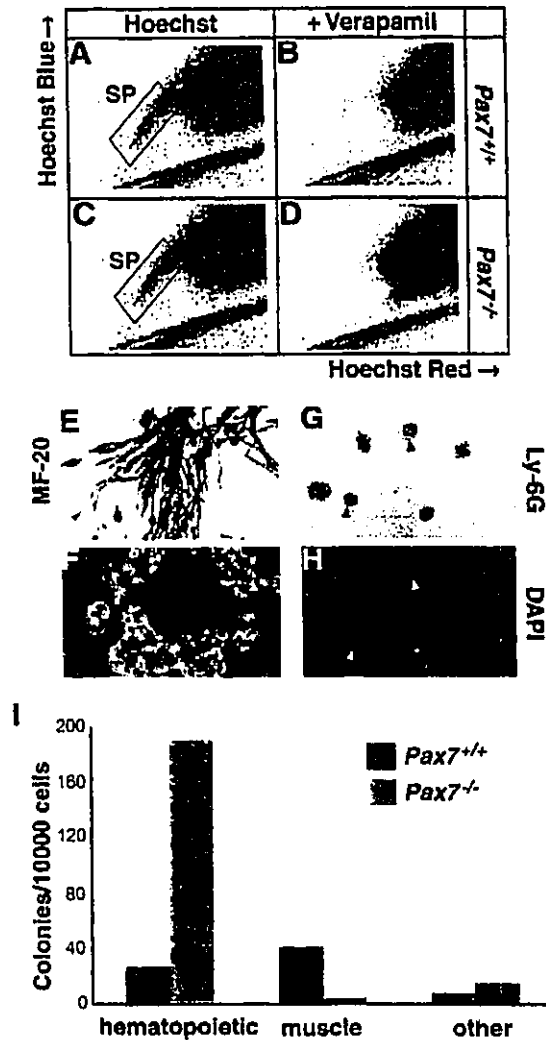 Hoechst + Verapamil
Hoechst Blue →
A
SP
B
Pax7+/+
C
SP
D
Pax7-/-
Hoechst Red →
MF-20
E
G
Ly-6G
F
H
DAPI
I
Colonies/10000 cells
200
160
120
80
40
0
Pax7+/+
Pax7-/-
hematopoietic muscle other